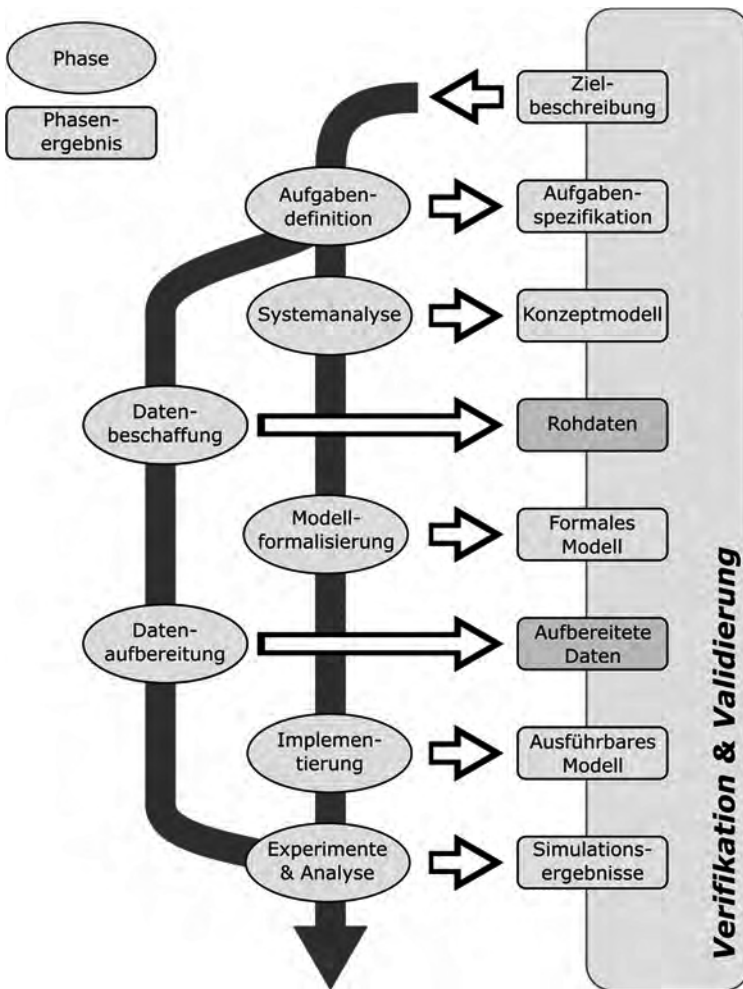 Phase
Phasen-
ergebnis
Ziel-
beschreibung
Aufgaben-
definition
Aufgaben-
spezifikation
Systemanalyse
Konzeptmodell
Daten-
beschaffung
Rohdaten
Modell-
formalisierung
Formales
Modell
Daten-
aufbereitung
Aufbereitete
Daten
Implemen-
tierung
Ausführbares
Modell
Experimente
& Analyse
Simulations-
ergebnisse
Verifikation & Validierung